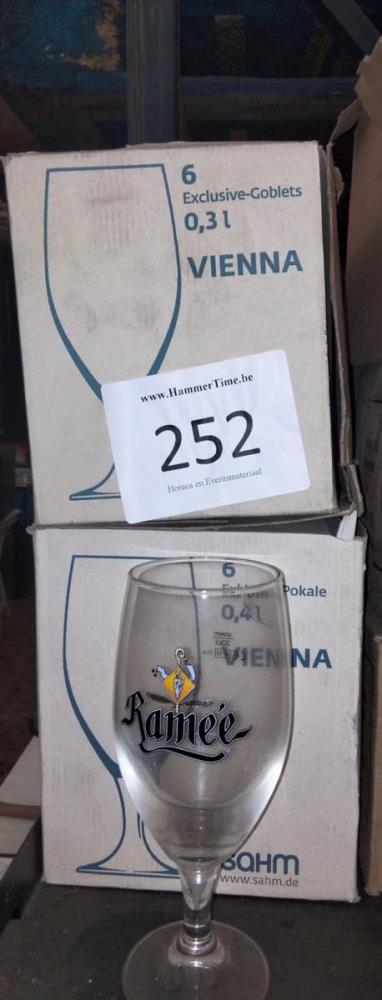 6
Exclusive-Goblets
0,3 l
VIENNA
www.HammerTime.be
252
Horeca en Eventsmateriaal
6
Pokale
0,4 l
VIENNA
Ramée
SAHM
www.sahm.de